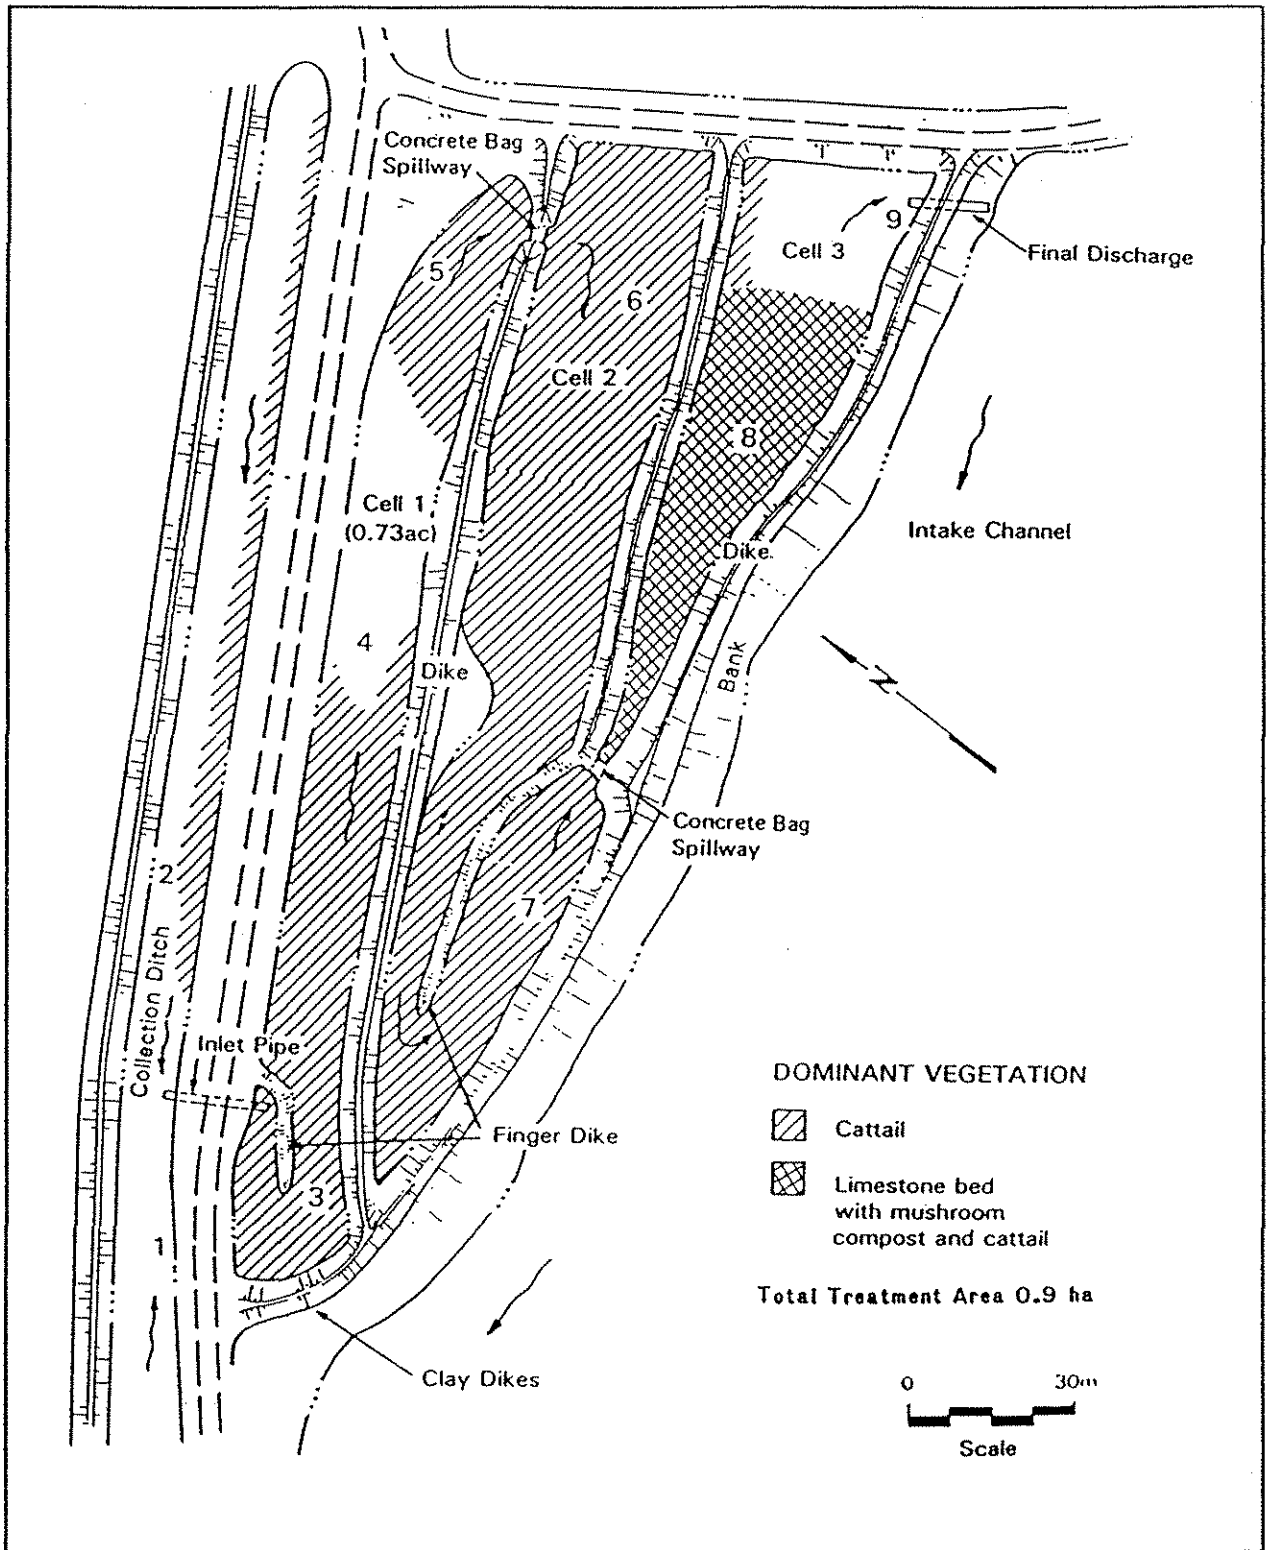 Concrete Bag
Spillway
5
6
Cell 2
Cell 3
9
Final Discharge
8
Cell 1
(0.73ac)
Intake Channel
4
Dike
Dike
Bank
N
2
Collection Ditch
Concrete Bag
Spillway
7
Inlet Pipe
Finger Dike
3
1
Clay Dikes
DOMINANT VEGETATION
Cattail
Limestone bed
with mushroom
compost and cattail
Total Treatment Area 0.9 ha
0 30m
Scale